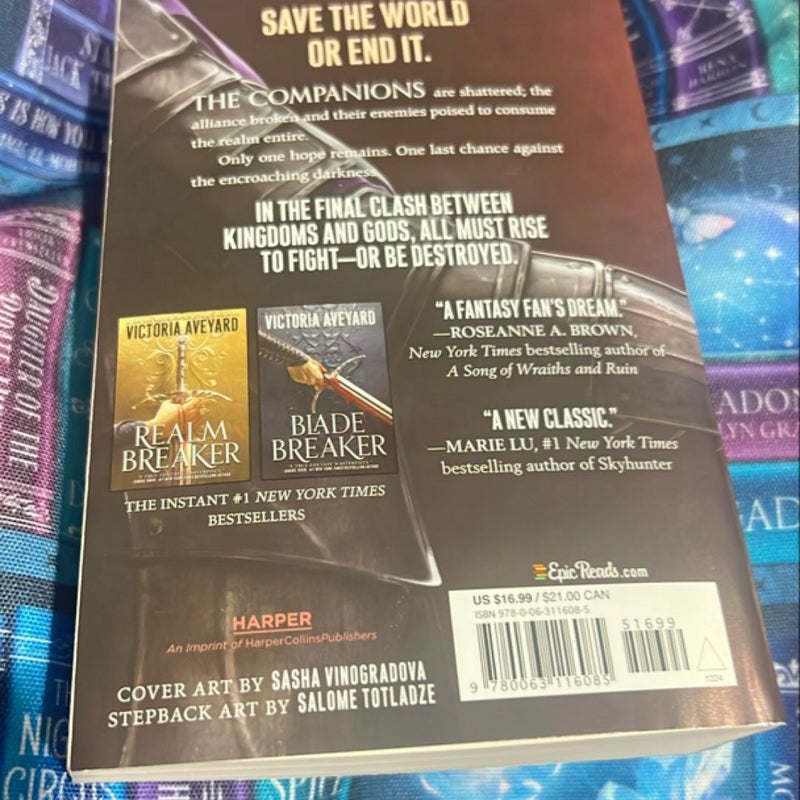 SAVE THE WORLD
OR END IT.
THE COMPANIONS are shattered; the
alliance broken and their enemies poised to consume
the realm entire.
Only one hope remains. One last chance against
the encroaching darkness.
IN THE FINAL CLASH BETWEEN
KINGDOMS AND GODS, ALL MUST RISE
TO FIGHT—OR BE DESTROYED.
VICTORIA AVEYARD
REALM
BREAKER
VICTORIA AVEYARD
BLADE
BREAKER
THE INSTANT #1 NEW YORK TIMES
BESTSELLERS
“A FANTASY FAN’S DREAM.”
—ROSEANNE A. BROWN,
New York Times bestselling author of
A Song of Wraiths and Ruin
“A NEW CLASSIC.”
—MARIE LU, #1 New York Times
bestselling author of Skyhunter
EpicReads.com
US $16.99 / $21.00 CAN
ISBN 978-0-06-311608-5
51699
9 780063 116085
1224
HARPER
An Imprint of HarperCollinsPublishers
COVER ART BY SASHA VINOGRADOVA
STEPBACK ART BY SALOME TOTLADZE
DAUGHTER OF THE
CIRCUS